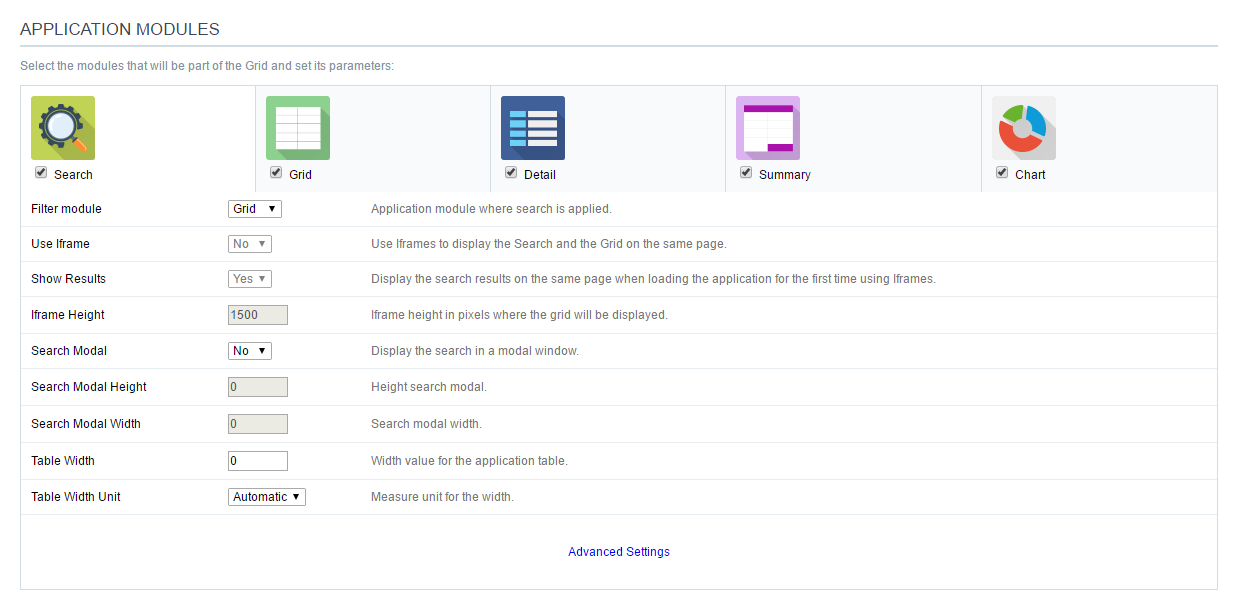 APPLICATION MODULES
Select the modules that will be part of the Grid and set its parameters:
Search Grid Detail Summary Chart
Filter module Grid Application module where search is applied.
Use Iframe No Use Iframes to display the Search and the Grid on the same page.
Show Results Yes Display the search results on the same page when loading the application for the first time using Iframes.
Iframe Height 1500 Iframe height in pixels where the grid will be displayed.
Search Modal No Display the search in a modal window.
Search Modal Height 0 Height search modal.
Search Modal Width 0 Search modal width.
Table Width 0 Width value for the application table.
Table Width Unit Automatic Measure unit for the width.
Advanced Settings